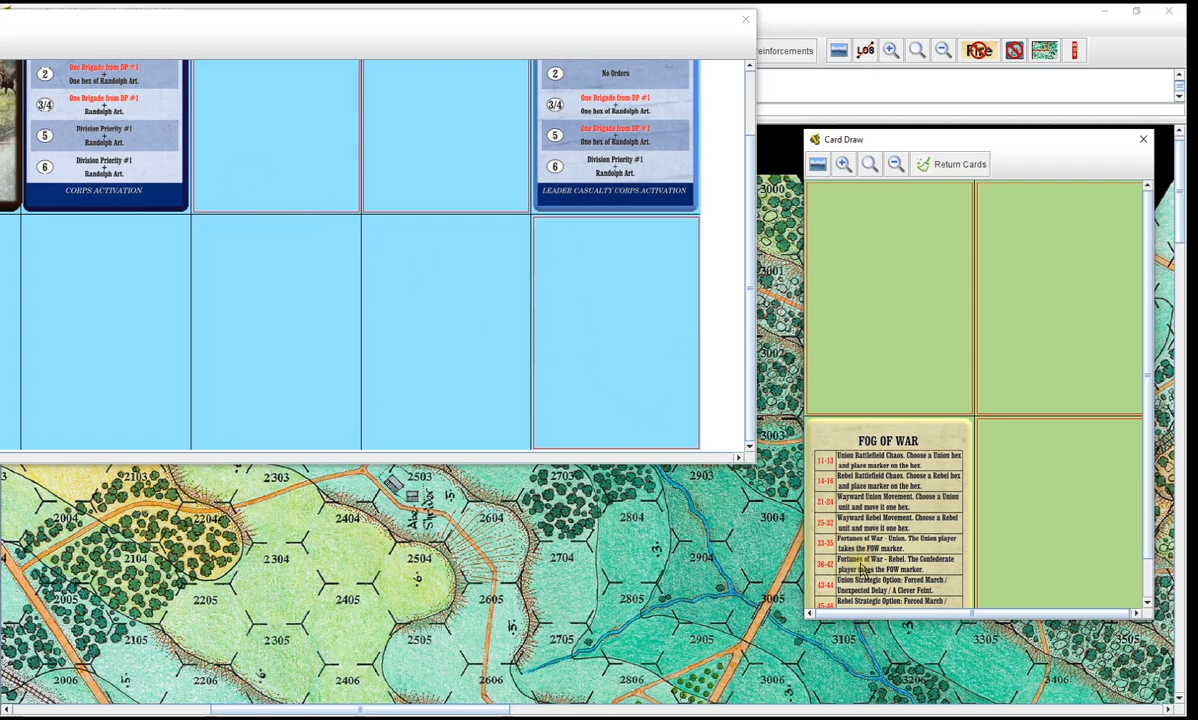 einforcements
LOS
Fire
2
One Brigade from DP #1
+
One hex of Randolph Art.
3/4
One Brigade from DP #1
+
Randolph Art.
5
Division Priority #1
+
Randolph Art.
6
Division Priority #1
+
Randolph Art.
CORPS ACTIVATION
2
No Orders
3/4
One Brigade from DP #1
+
One hex of Randolph Art.
5
One Brigade from DP #1
+
One hex of Randolph Art.
6
Division Priority #1
+
Randolph Art.
LEADER CASUALTY CORPS ACTIVATION
Card Draw
Return Cards
FOG OF WAR
11-13 Union Battlefield Chaos. Choose a Union hex
and place marker on the hex.
14-16 Rebel Battlefield Chaos. Choose a Rebel hex
and place marker on the hex.
21-24 Wayward Union Movement. Choose a Union
unit and move it one hex.
25-32 Wayward Rebel Movement. Choose a Rebel
unit and move it one hex.
33-35 Fortunes of War - Union. The Union player
takes the FOW marker.
36-42 Fortunes of War - Rebel. The Confederate
player takes the FOW marker.
43-44 Union Strategic Option: Forced March /
Unexpected Delay / A Clever Feint.
45-46 Rebel Strategic Option: Forced March /
3000
3001
3002
3003
2103
2303
2503
2703
2903
2004
2204
2404
2604
2804
3004
2304
2504
2704
2904
2005
2205
2405
2605
2805
3005
2105
2305
2705
2905
3105
3305
3505
2006
2206
2406
2806
3206
3406